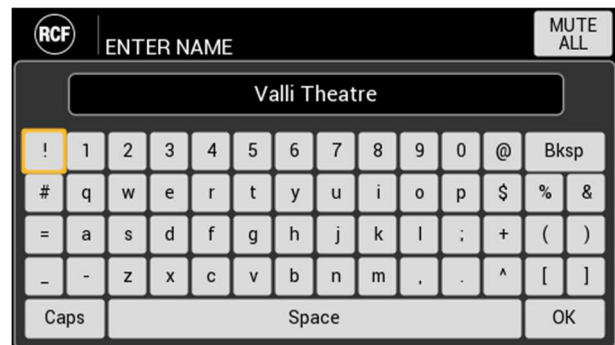 RCF
ENTER NAME
MUTE
ALL
Valli Theatre
! 1 2 3 4 5 6 7 8 9 0 @ Bksp
# q w e r t y u i o p $ % &
= a s d f g h j k l ; + ( )
_ - z x c v b n m , . ^ [ ]
Caps Space OK